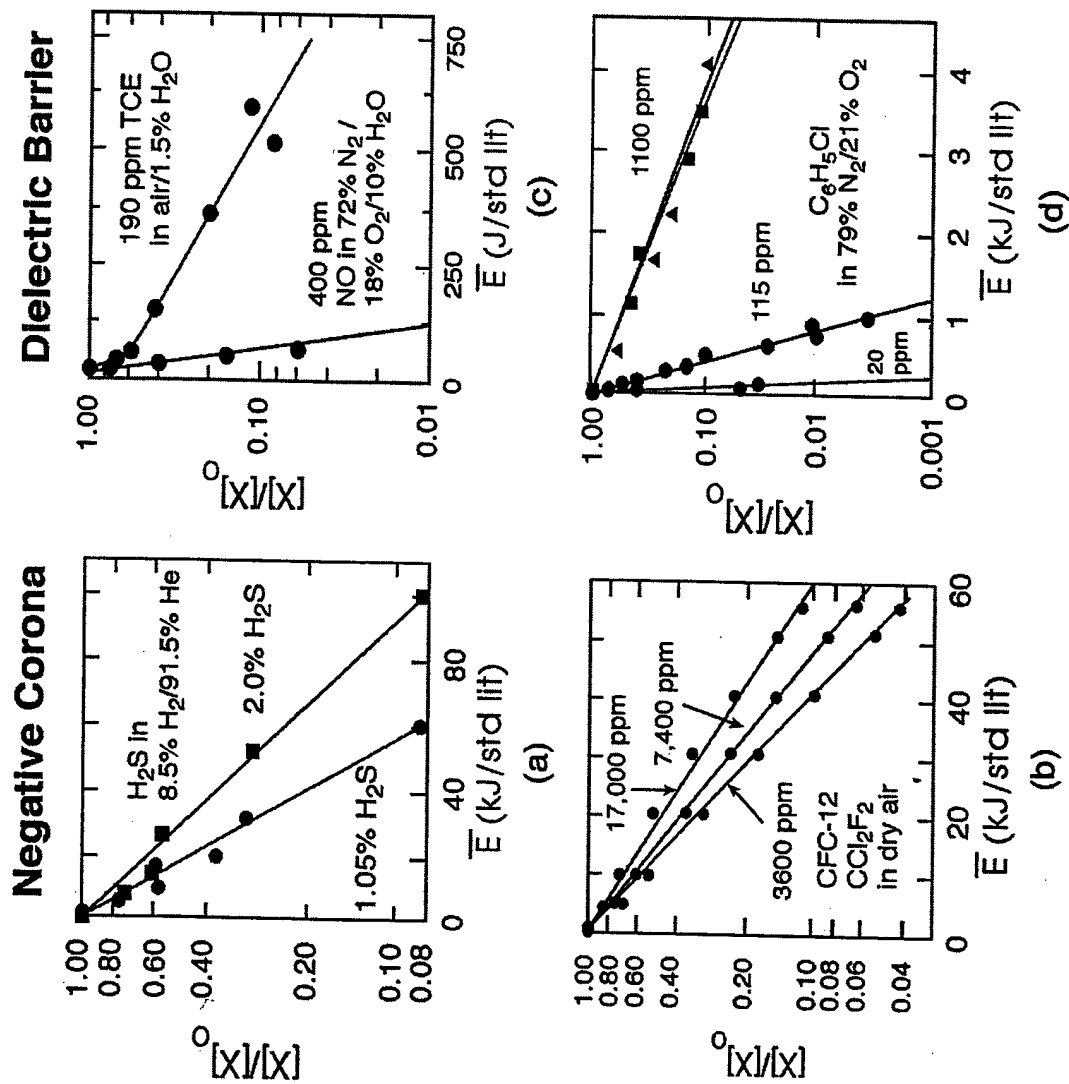 Negative Corona
[X]/[X]O
1.00
0.80
0.60
0.40
0.20
0.10
0.08
H2S in
8.5% H2/91.5% He
2.0% H2S
1.05% H2S
0
40
80
E (kJ/std lit)
(a)
[X]/[X]O
1.00
0.80
0.60
0.40
0.20
0.10
0.08
0.06
0.04
17,000 ppm
7,400 ppm
3600 ppm
CFC-12
CCl2F2
in dry air
0
20
40
60
E (kJ/std lit)
(b)
Dielectric Barrier
[X]/[X]O
1.00
0.10
0.01
190 ppm TCE
in air/1.5% H2O
400 ppm
NO in 72% N2 /
18% O2/10% H2O
0
250
500
750
E (J/std lit)
(c)
[X]/[X]O
1.00
0.10
0.01
0.001
1100 ppm
115 ppm
20
ppm
C6H5Cl
in 79% N2/21% O2
0
1
2
3
4
E (kJ/std lit)
(d)